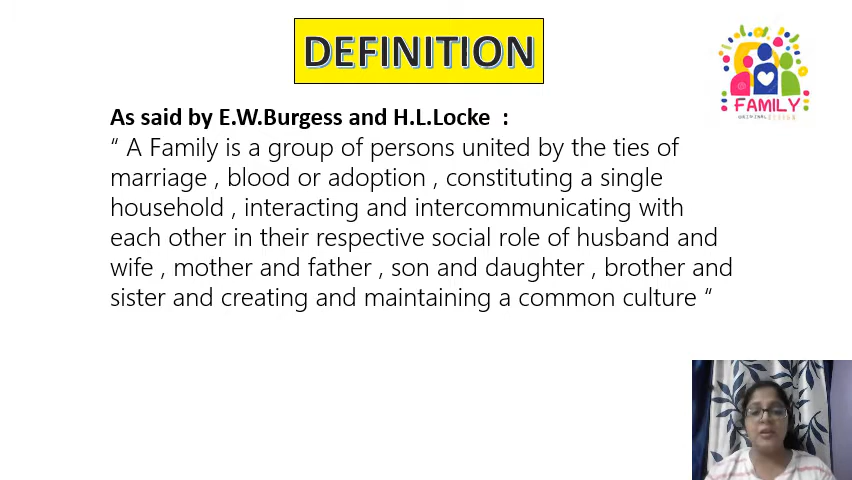 DEFINITION
FAMILY
As said by E.W.Burgess and H.L.Locke :
“ A Family is a group of persons united by the ties of
marriage , blood or adoption , constituting a single
household , interacting and intercommunicating with
each other in their respective social role of husband and
wife , mother and father , son and daughter , brother and
sister and creating and maintaining a common culture “